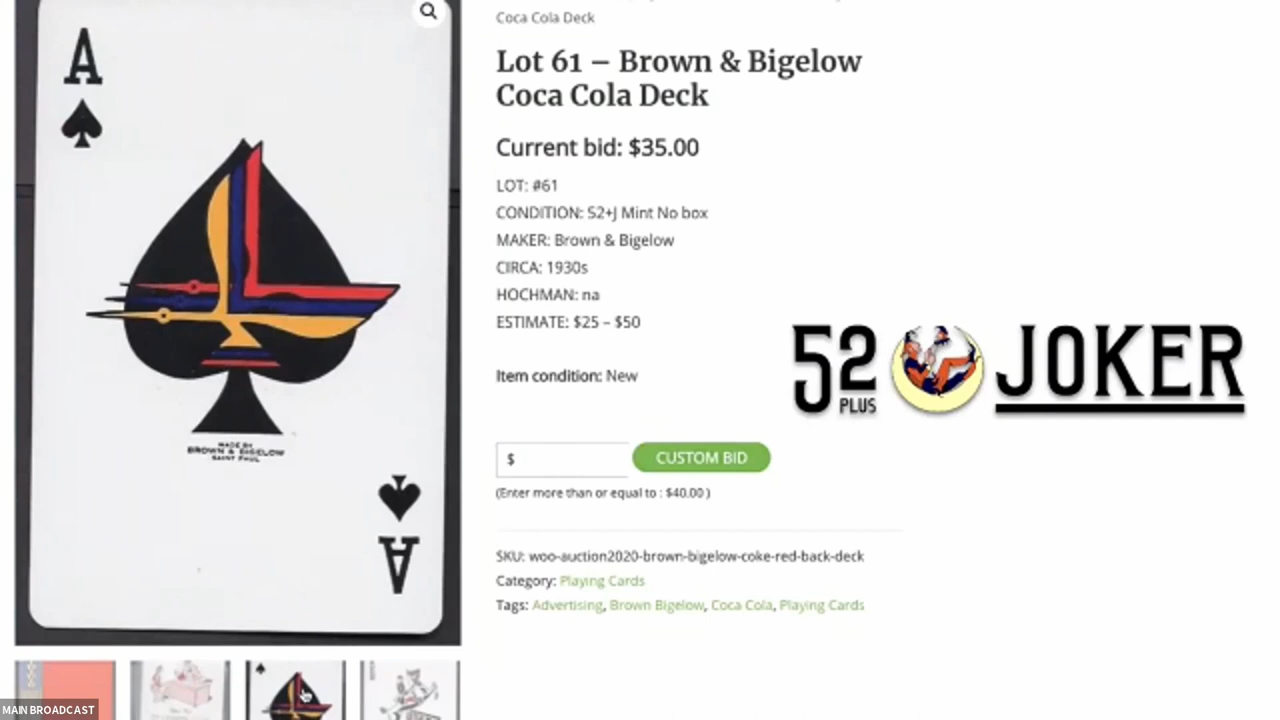 Coca Cola Deck
A
Lot 61 – Brown & Bigelow
Coca Cola Deck
Current bid: $35.00
LOT: #61
CONDITION: 52+J Mint No box
MAKER: Brown & Bigelow
CIRCA: 1930s
HOCHMAN: na
ESTIMATE: $25 – $50
Item condition: New
52 JOKER
PLUS
MADE BY
BROWN & BIGELOW
SAINT PAUL
$ CUSTOM BID
(Enter more than or equal to : $40.00 )
A
SKU: woo-auction2020-brown-bigelow-coke-red-back-deck
Category: Playing Cards
Tags: Advertising, Brown Bigelow, Coca Cola, Playing Cards
MAIN BROADCAST